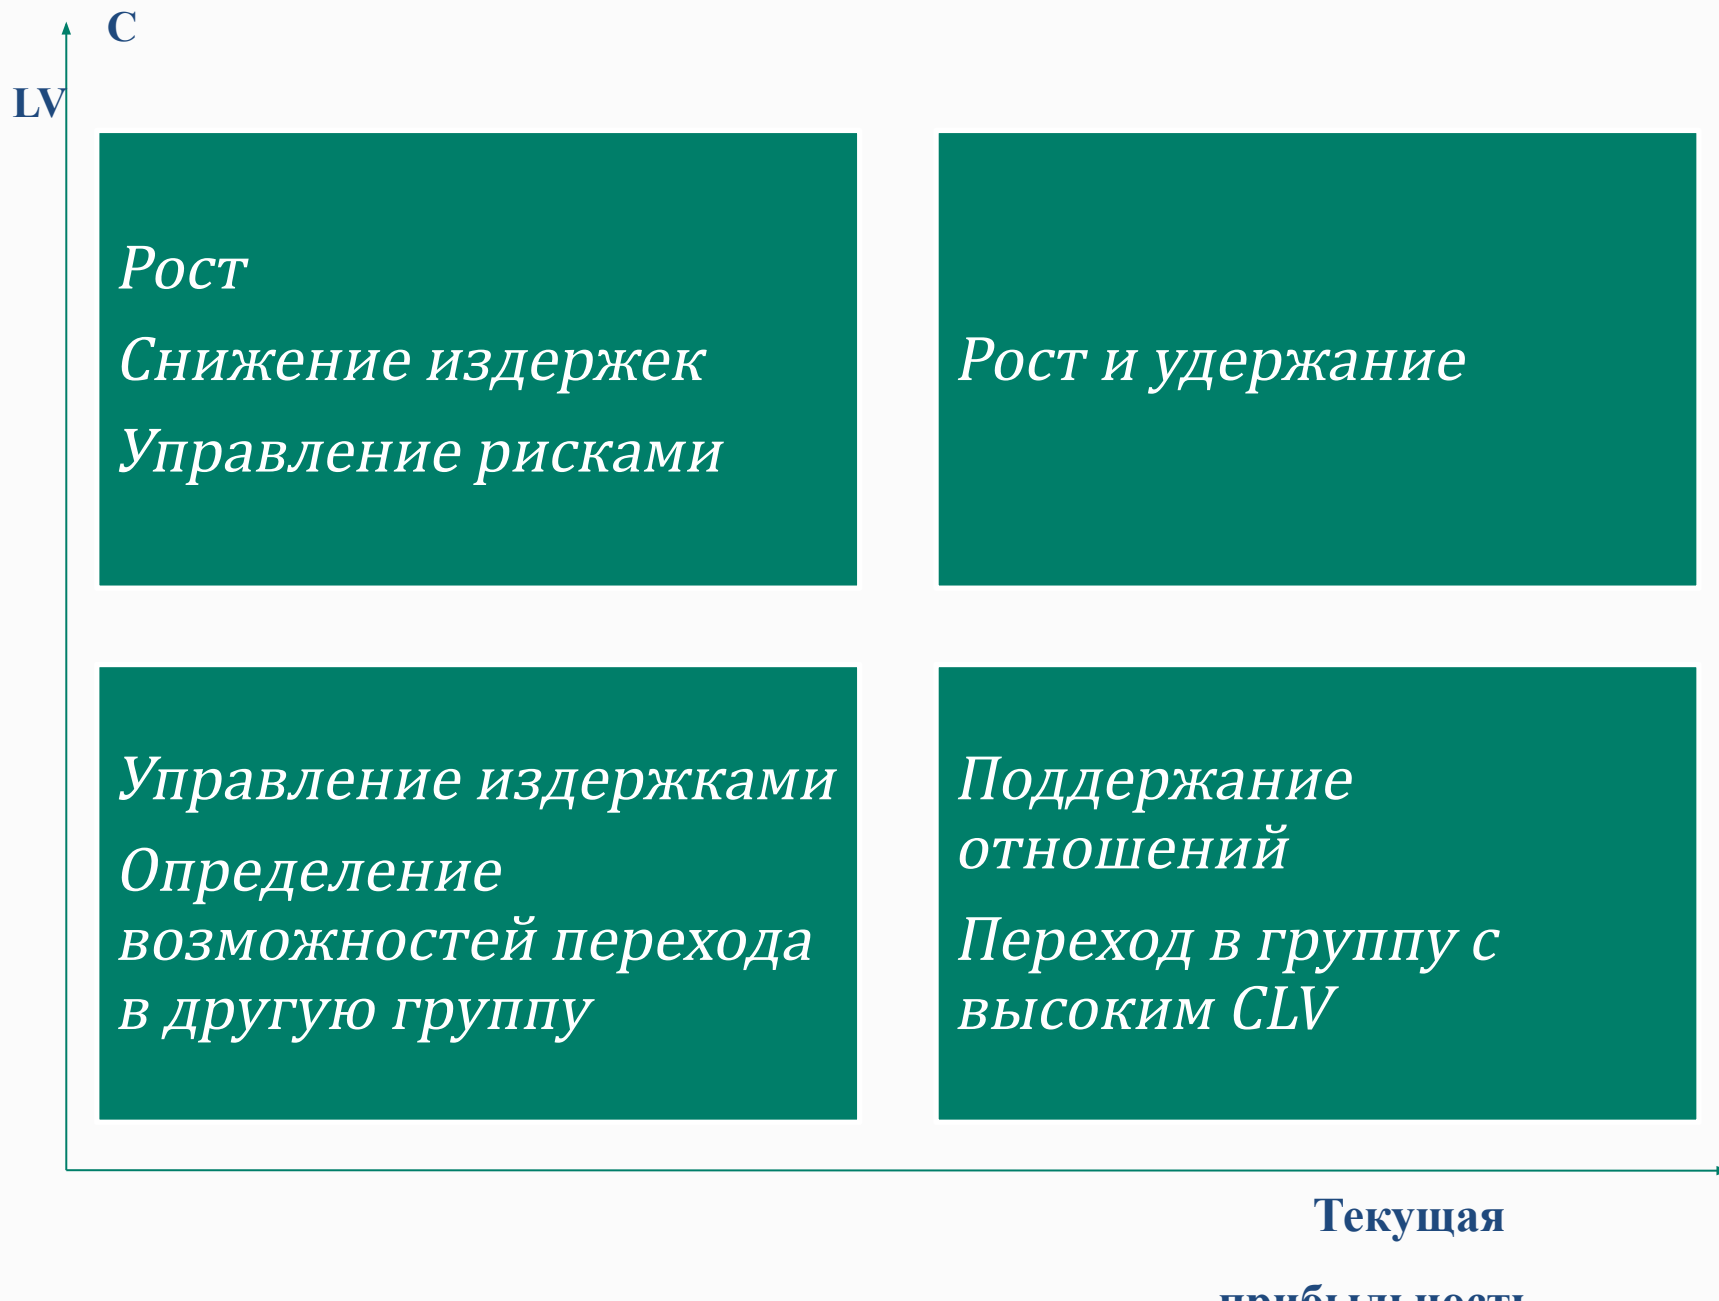 C
LV
Рост
Снижение издержек
Управление рисками
Рост и удержание
Управление издержками
Определение
возможностей перехода
в другую группу
Поддержание
отношений
Переход в группу с
высоким CLV
Текущая
прибыльность